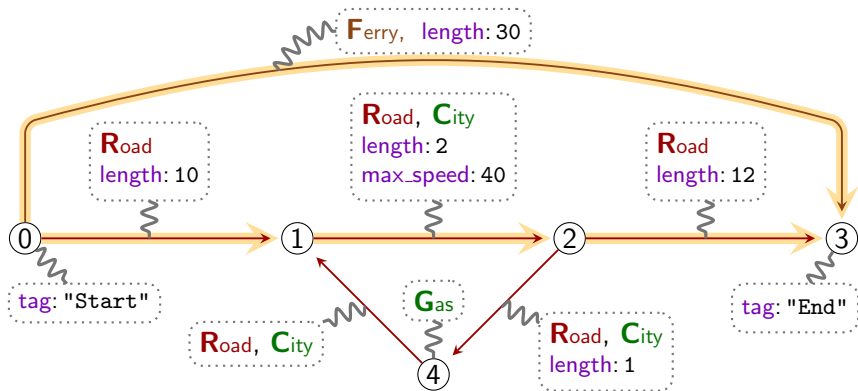 Ferry, length: 30
Road
length: 10
Road, City
length: 2
max_speed: 40
Road
length: 12
0
1
2
3
tag: "Start"
Road, City
Gas
4
Road, City
length: 1
tag: "End"